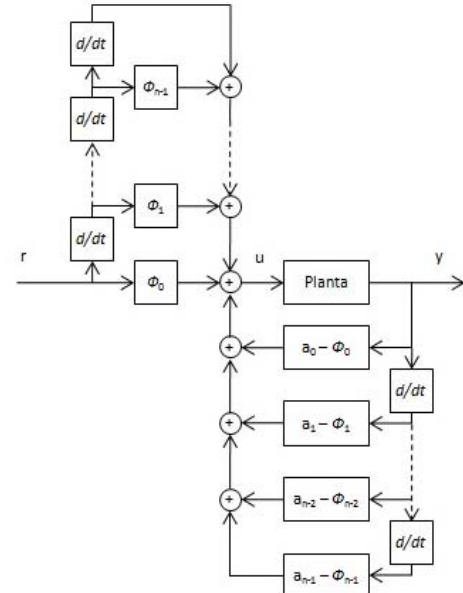 d/dt
Φn-1
+
d/dt
Φ1
+
d/dt
r
Φ0
+
u
Planta
y
+
a0 – Φ0
d/dt
+
a1 – Φ1
+
an-2 – Φn-2
d/dt
an-1 – Φn-1